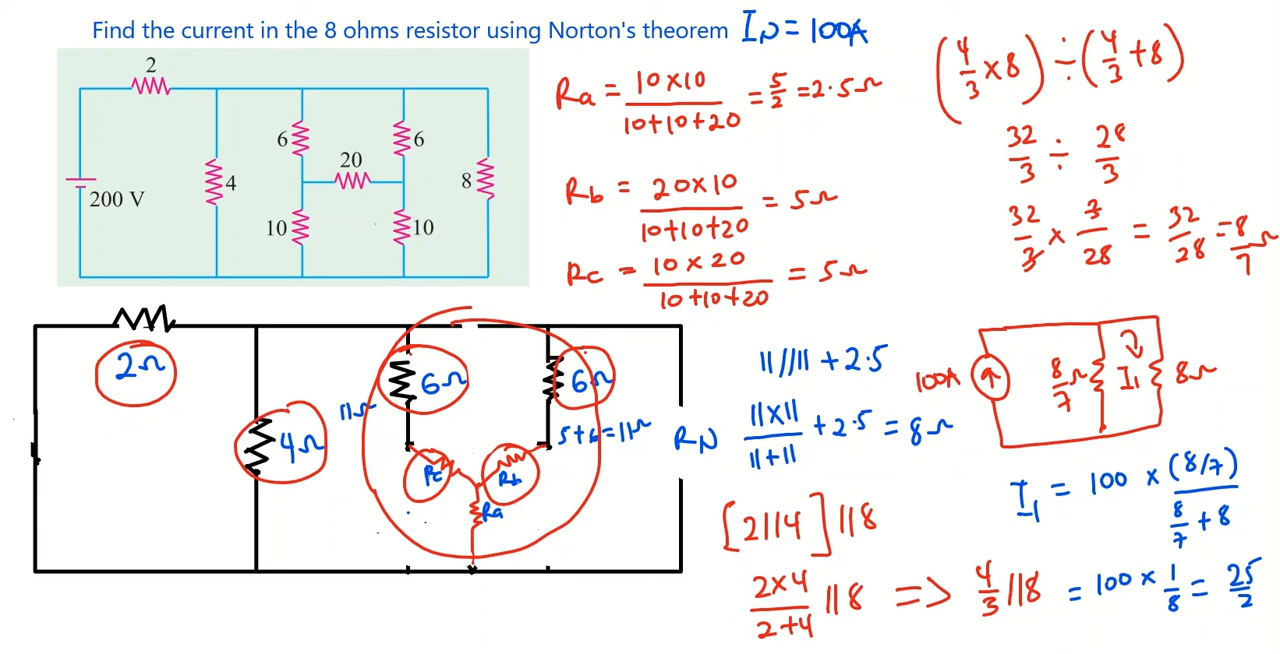 Find the current in the 8 ohms resistor using Norton's theorem I_N = 100A
2
200 V
4
6
20
6
10
10
8
Ra = (10×10)/(10+10+20) = 5/2 = 2.5Ω
Rb = (20×10)/(10+10+20) = 5Ω
Rc = (10×20)/(10+10+20) = 5Ω
(4/3 × 8) ÷ (4/3 + 8)
32/3 ÷ 28/3
32/3 × 3/28 = 32/28 = 8/7 Ω
2Ω
4Ω
11Ω
6Ω
6Ω
5+6=11Ω
Rc
Rb
Ra
11//11 + 2.5
RN (11×11)/(11+11) + 2.5 = 8Ω
[2||4]||8
(2×4)/(2+4) ||8 => 4/3 ||8
100A
8/7 Ω
I1
8Ω
I1 = 100 × (8/7)/(8/7 + 8)
= 100 × 1/8 = 25/2